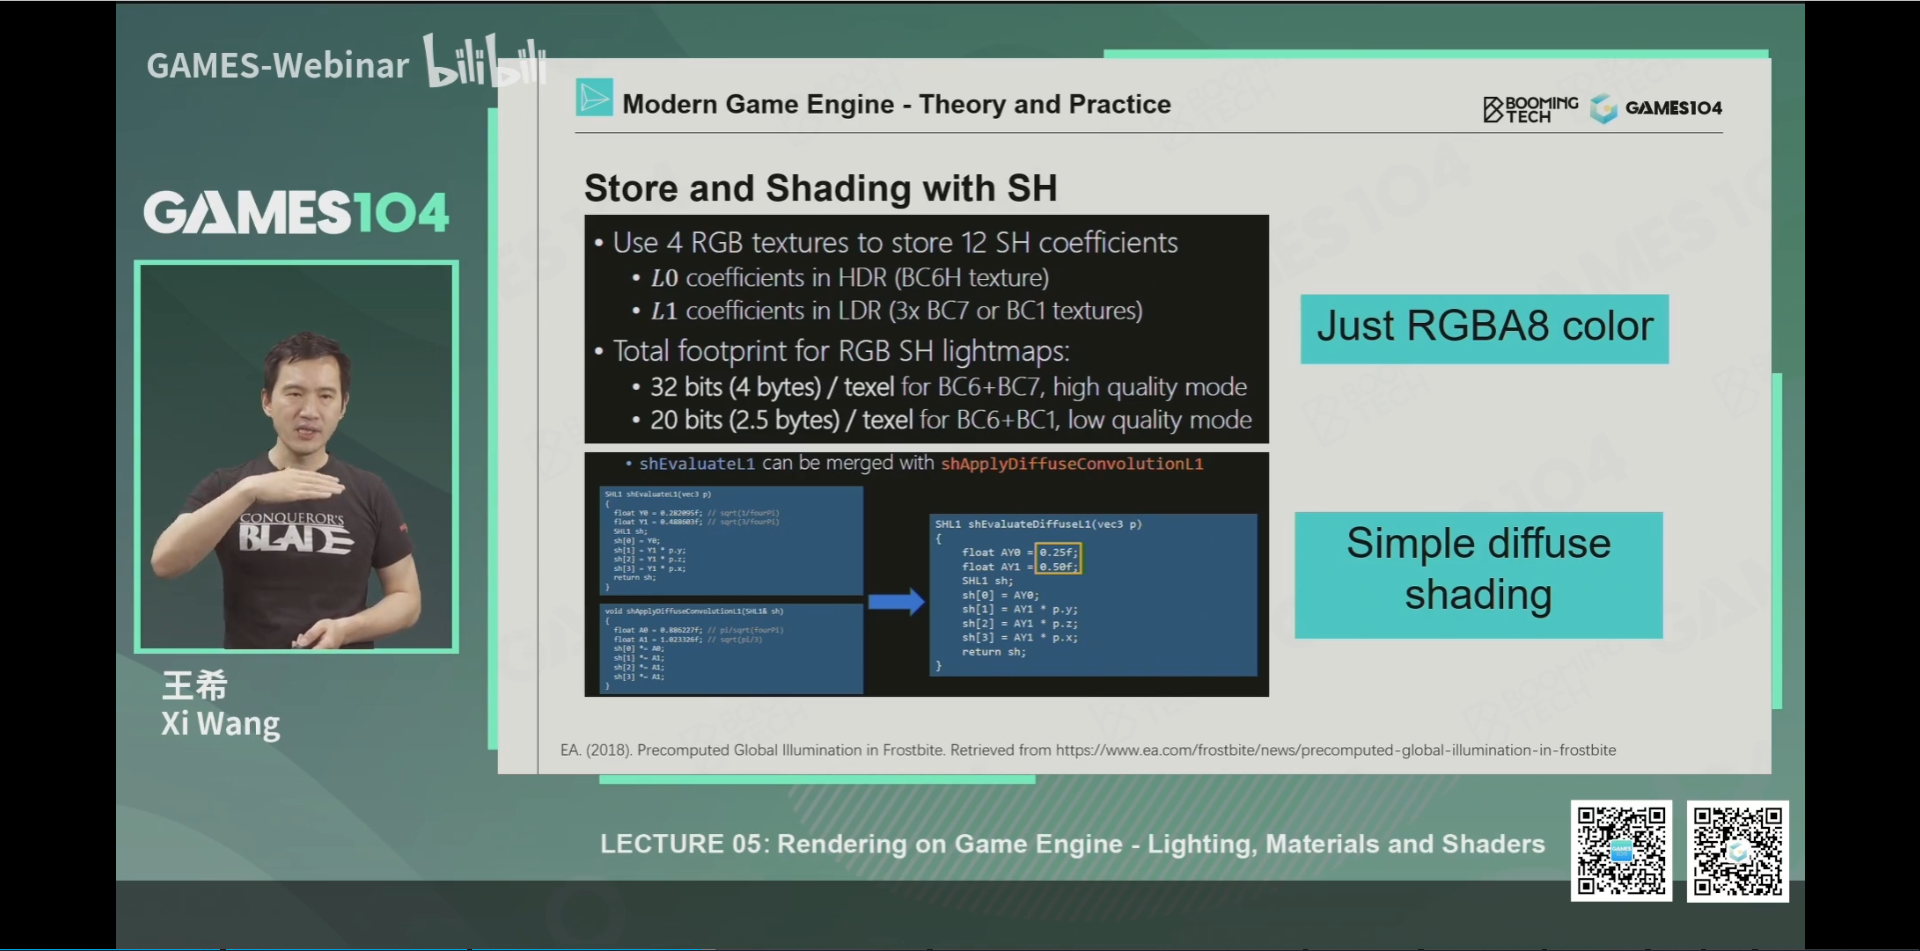 GAMES-Webinar bilibili
bilibili
Modern Game Engine - Theory and Practice
BOOMING TECH
GAMES104
GAMES104
Store and Shading with SH
• Use 4 RGB textures to store 12 SH coefficients
• L0 coefficients in HDR (BC6H texture)
• L1 coefficients in LDR (3x BC7 or BC1 textures)
• Total footprint for RGB SH lightmaps:
• 32 bits (4 bytes) / texel for BC6+BC7, high quality mode
• 20 bits (2.5 bytes) / texel for BC6+BC1, low quality mode
Just RGBA8 color
• shEvaluateL1 can be merged with shApplyDiffuseConvolutionL1
SHL1 shEvaluateL1(vec3 p)
{
float Y0 = 0.282095f; // sqrt(1/fourPi)
float Y1 = 0.488603f; // sqrt(3/fourPi)
SHL1 sh;
sh[0] = Y0;
sh[1] = Y1 * p.y;
sh[2] = Y1 * p.z;
sh[3] = Y1 * p.x;
return sh;
}
void shApplyDiffuseConvolutionL1(SHL1& sh)
{
float A0 = 0.886227f; // pi/sqrt(fourPi)
float A1 = 1.023326f; // sqrt(pi/3)
sh[0] *= A0;
sh[1] *= A1;
sh[2] *= A1;
sh[3] *= A1;
}
SHL1 shEvaluateDiffuseL1(vec3 p)
{
float AY0 = 0.25f;
float AY1 = 0.50f;
SHL1 sh;
sh[0] = AY0;
sh[1] = AY1 * p.y;
sh[2] = AY1 * p.z;
sh[3] = AY1 * p.x;
return sh;
}
Simple diffuse
shading
CONQUEROR'S
BLADE
王希
Xi Wang
EA. (2018). Precomputed Global Illumination in Frostbite. Retrieved from https://www.ea.com/frostbite/news/precomputed-global-illumination-in-frostbite
LECTURE 05: Rendering on Game Engine - Lighting, Materials and Shaders